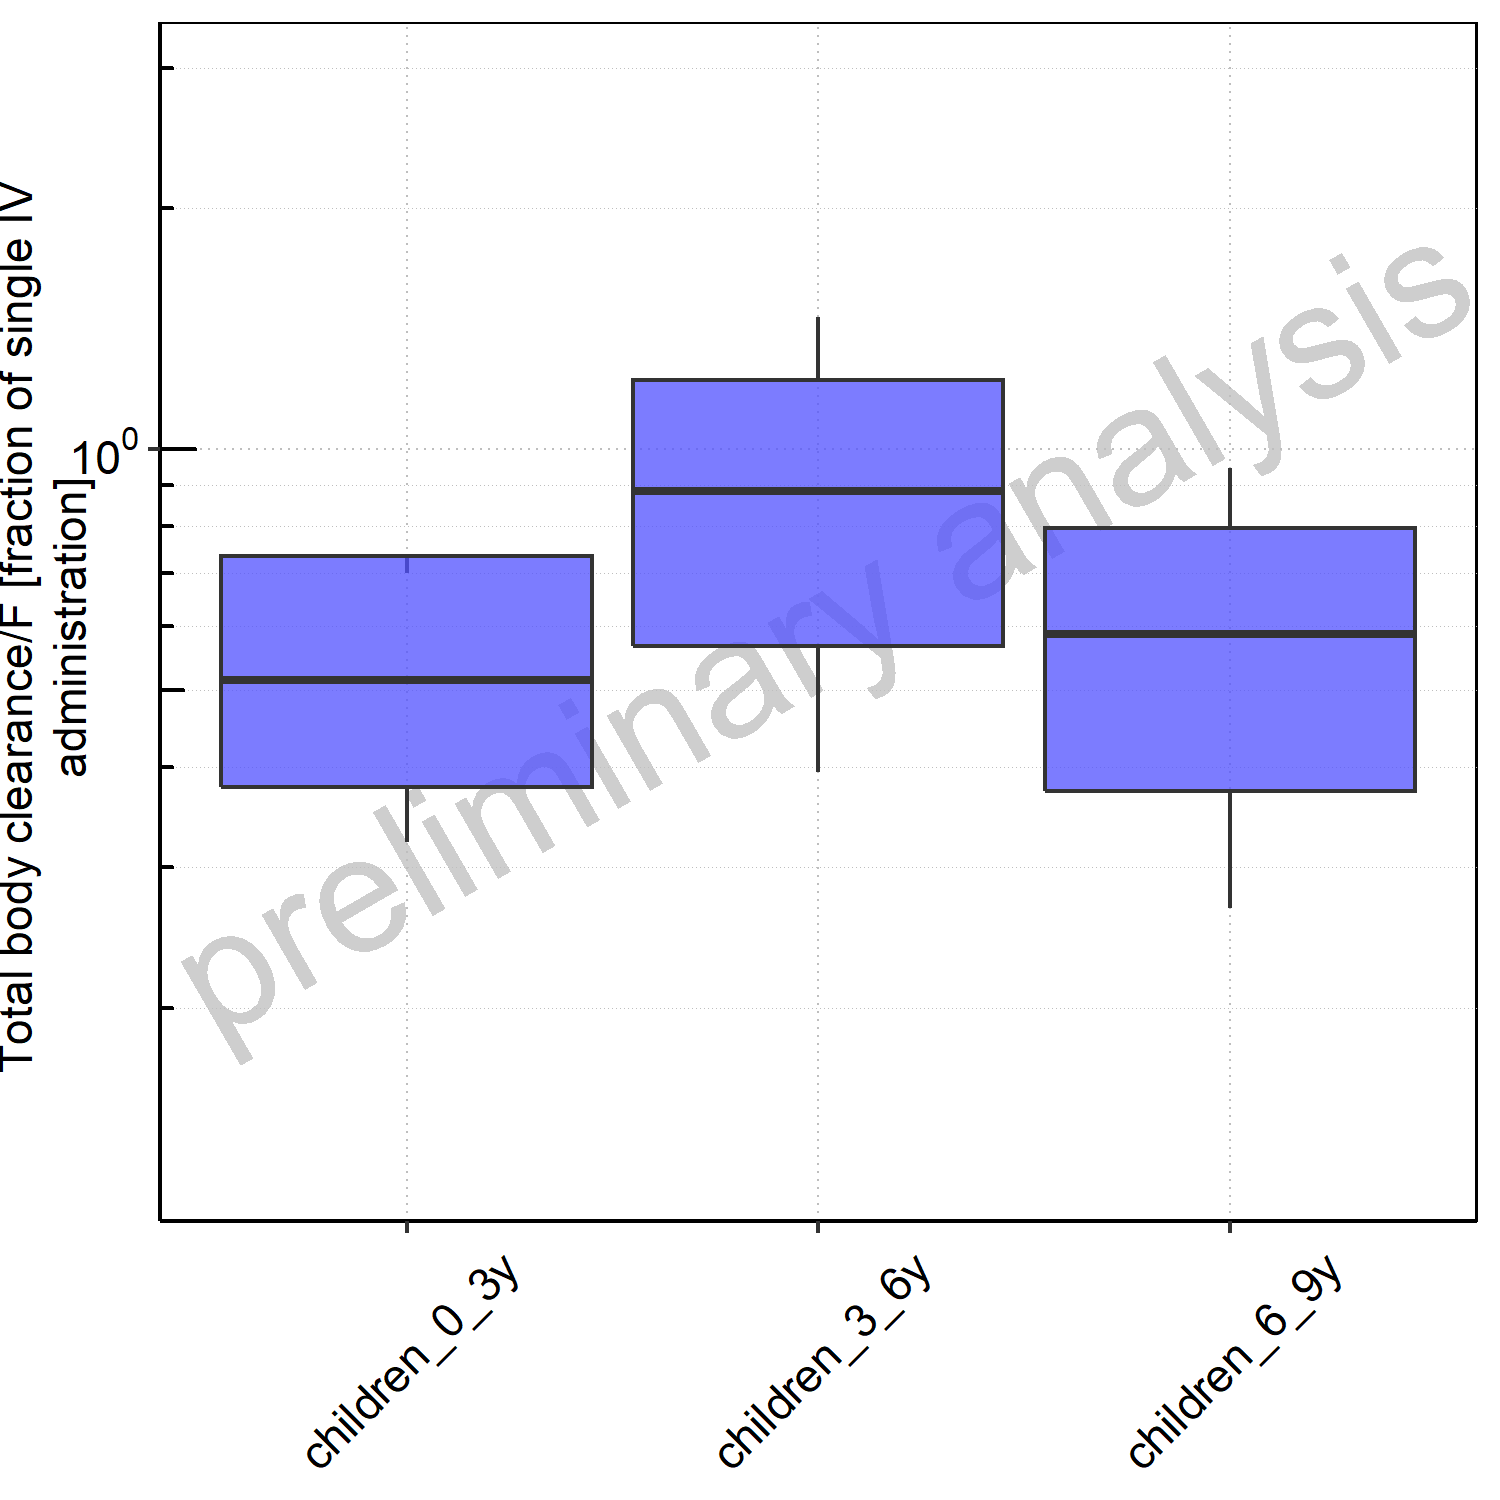 Total body clearance/F [fraction of single IV
administration]
10⁰
preliminary analysis
children_0_3y
children_3_6y
children_6_9y